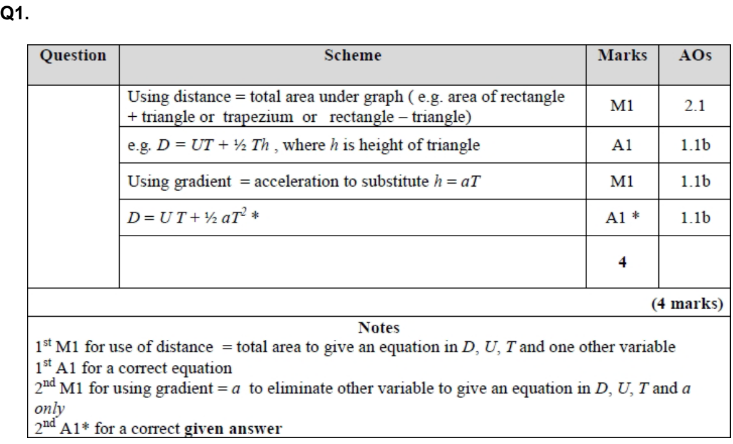 Q1.
Question Scheme Marks AOs
Using distance = total area under graph ( e.g. area of rectangle
+ triangle or trapezium or rectangle – triangle) M1 2.1
e.g. D = UT + ½ Th , where h is height of triangle A1 1.1b
Using gradient = acceleration to substitute h = aT M1 1.1b
D = U T + ½ aT² * A1 * 1.1b
4
(4 marks)
Notes
1st M1 for use of distance = total area to give an equation in D, U, T and one other variable
1st A1 for a correct equation
2nd M1 for using gradient = a to eliminate other variable to give an equation in D, U, T and a
only
2nd A1* for a correct given answer